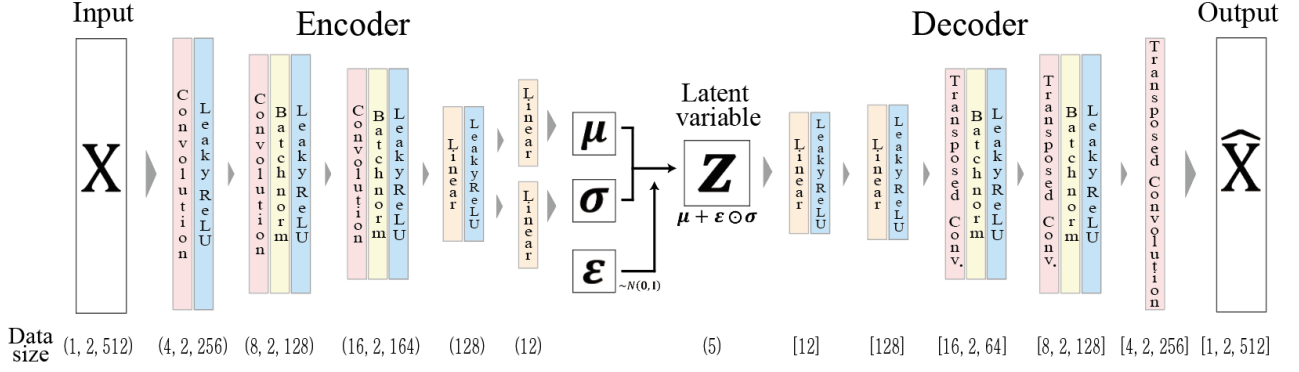 Input
Encoder
Decoder
Output
X
Convolution
LeakyReLU
Convolution
Batchnorm
LeakyReLU
Convolution
Batchnorm
LeakyReLU
Linear
LeakyReLU
Linear
Linear
μ
σ
ε
~N(0,I)
Latent
variable
Z
μ + ε⊙σ
Linear
LeakyReLU
Linear
LeakyReLU
Transposed Conv.
Batchnorm
LeakyReLU
Transposed Conv.
Batchnorm
LeakyReLU
Transposed Convolution
X̂
Data
size
(1, 2, 512) (4, 2, 256) (8, 2, 128) (16, 2, 164) (128) (12) (5) [12] [128] [16, 2, 64] [8, 2, 128] [4, 2, 256] [1, 2, 512]